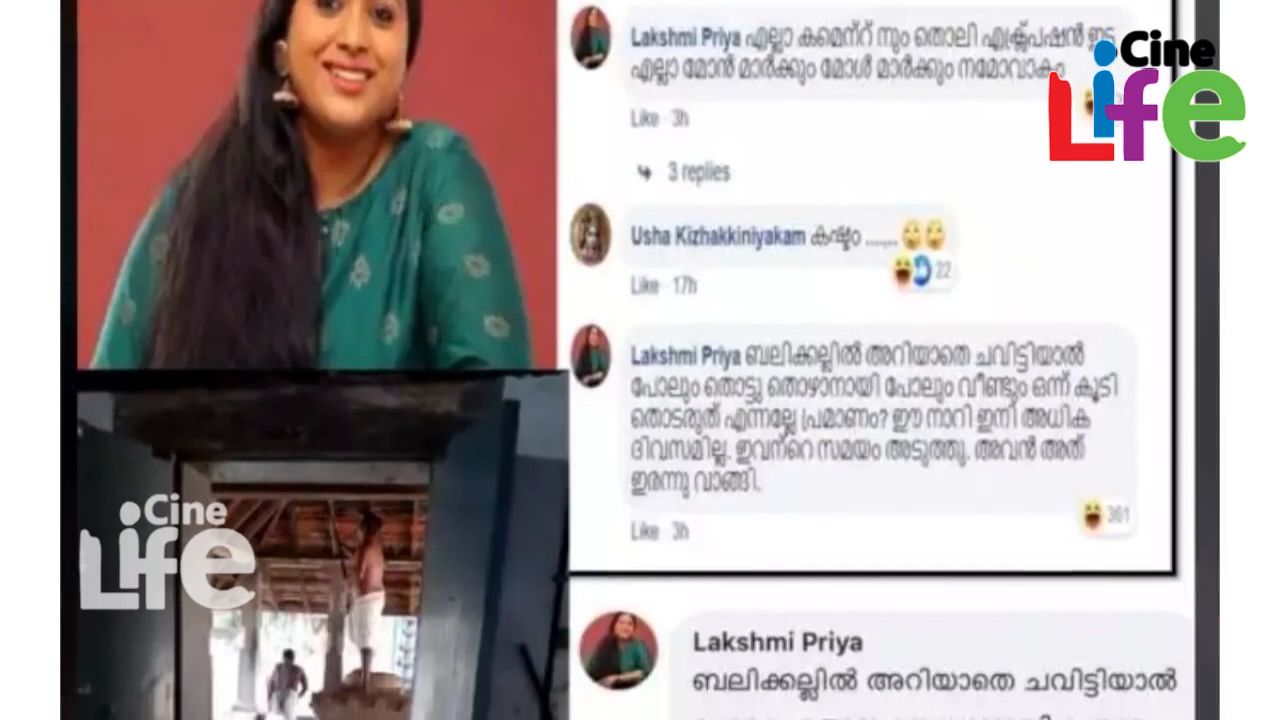 Lakshmi Priya എല്ലാ കമെന്റ് നും തൊലി എക്സ്പ്രഷൻ ഇട്ട
എല്ലാ മോൻ മാർക്കും മോൾ മാർക്കും നമോവാകം
Like · 3h
3 replies
Usha Kizhakkiniyakam കഷ്ടം ......
22
Like · 17h
Lakshmi Priya ബലിക്കല്ലിൽ അറിയാതെ ചവിട്ടിയാൽ
പോലും തൊട്ടു തൊഴാനായി പോലും വീണ്ടും ഒന്ന് കൂടി
തൊടരുത് എന്നല്ലേ പ്രമാണം? ഈ നാറി ഇനി അധിക
ദിവസമില്ല. ഇവന്റെ സമയം അടുത്തു. അവൻ അത്
ഇരന്നു വാങ്ങി.
361
Like · 3h
Lakshmi Priya
ബലിക്കല്ലിൽ അറിയാതെ ചവിട്ടിയാൽ
Cine
Life
Cine
Life